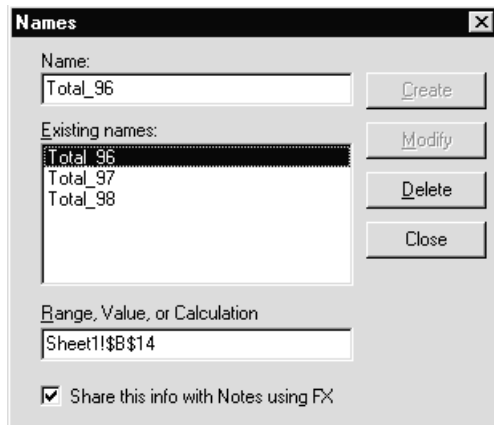 Names
Name:
Total_96
Create
Existing names:
Total_96
Total_97
Total_98
Modify
Delete
Close
Range, Value, or Calculation
Sheet1!$B$14
Share this info with Notes using FX